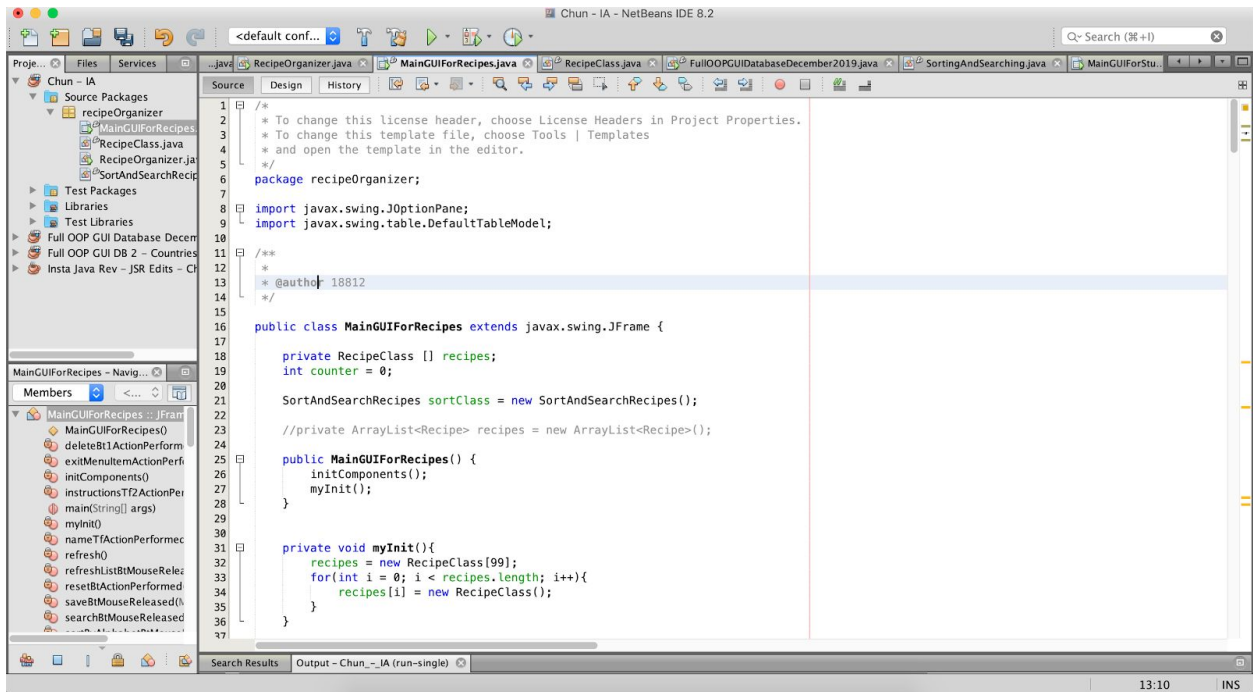 Chun - IA - NetBeans IDE 8.2
<default conf...
Search (⌘+I)
Proje... Files Services
...java RecipeOrganizer.java MainGUIForRecipes.java RecipeClass.java FullOOPGUIDatabaseDecember2019.java SortingAndSearching.java MainGUIForStu..
Source Design History
Chun - IA
Source Packages
recipeOrganizer
MainGUIForRecipes.
RecipeClass.java
RecipeOrganizer.ja
SortAndSearchRecip
Test Packages
Libraries
Test Libraries
Full OOP GUI Database Decem
Full OOP GUI DB 2 - Countries
Insta Java Rev - JSR Edits - Ch
MainGUIForRecipes - Navig...
Members <...
MainGUIForRecipes :: JFram
MainGUIForRecipes()
deleteBt1ActionPerform
exitMenuItemActionPerf
initComponents()
instructionsTf2ActionPer
main(String[] args)
myInit()
nameTfActionPerformed
refresh()
refreshListBtMouseRelea
resetBtActionPerformed
saveBtMouseReleased(M
searchBtMouseReleased
1 /*
2 * To change this license header, choose License Headers in Project Properties.
3 * To change this template file, choose Tools | Templates
4 * and open the template in the editor.
5 */
6 package recipeOrganizer;
7
8 import javax.swing.JOptionPane;
9 import javax.swing.table.DefaultTableModel;
10
11 /**
12 *
13 * @author 18812
14 */
15
16 public class MainGUIForRecipes extends javax.swing.JFrame {
17
18 private RecipeClass [] recipes;
19 int counter = 0;
20
21 SortAndSearchRecipes sortClass = new SortAndSearchRecipes();
22
23 //private ArrayList<Recipe> recipes = new ArrayList<Recipe>();
24
25 public MainGUIForRecipes() {
26 initComponents();
27 myInit();
28 }
29
30
31 private void myInit(){
32 recipes = new RecipeClass[99];
33 for(int i = 0; i < recipes.length; i++){
34 recipes[i] = new RecipeClass();
35 }
36 }
37
Search Results Output - Chun_-_IA (run-single)
13:10 INS